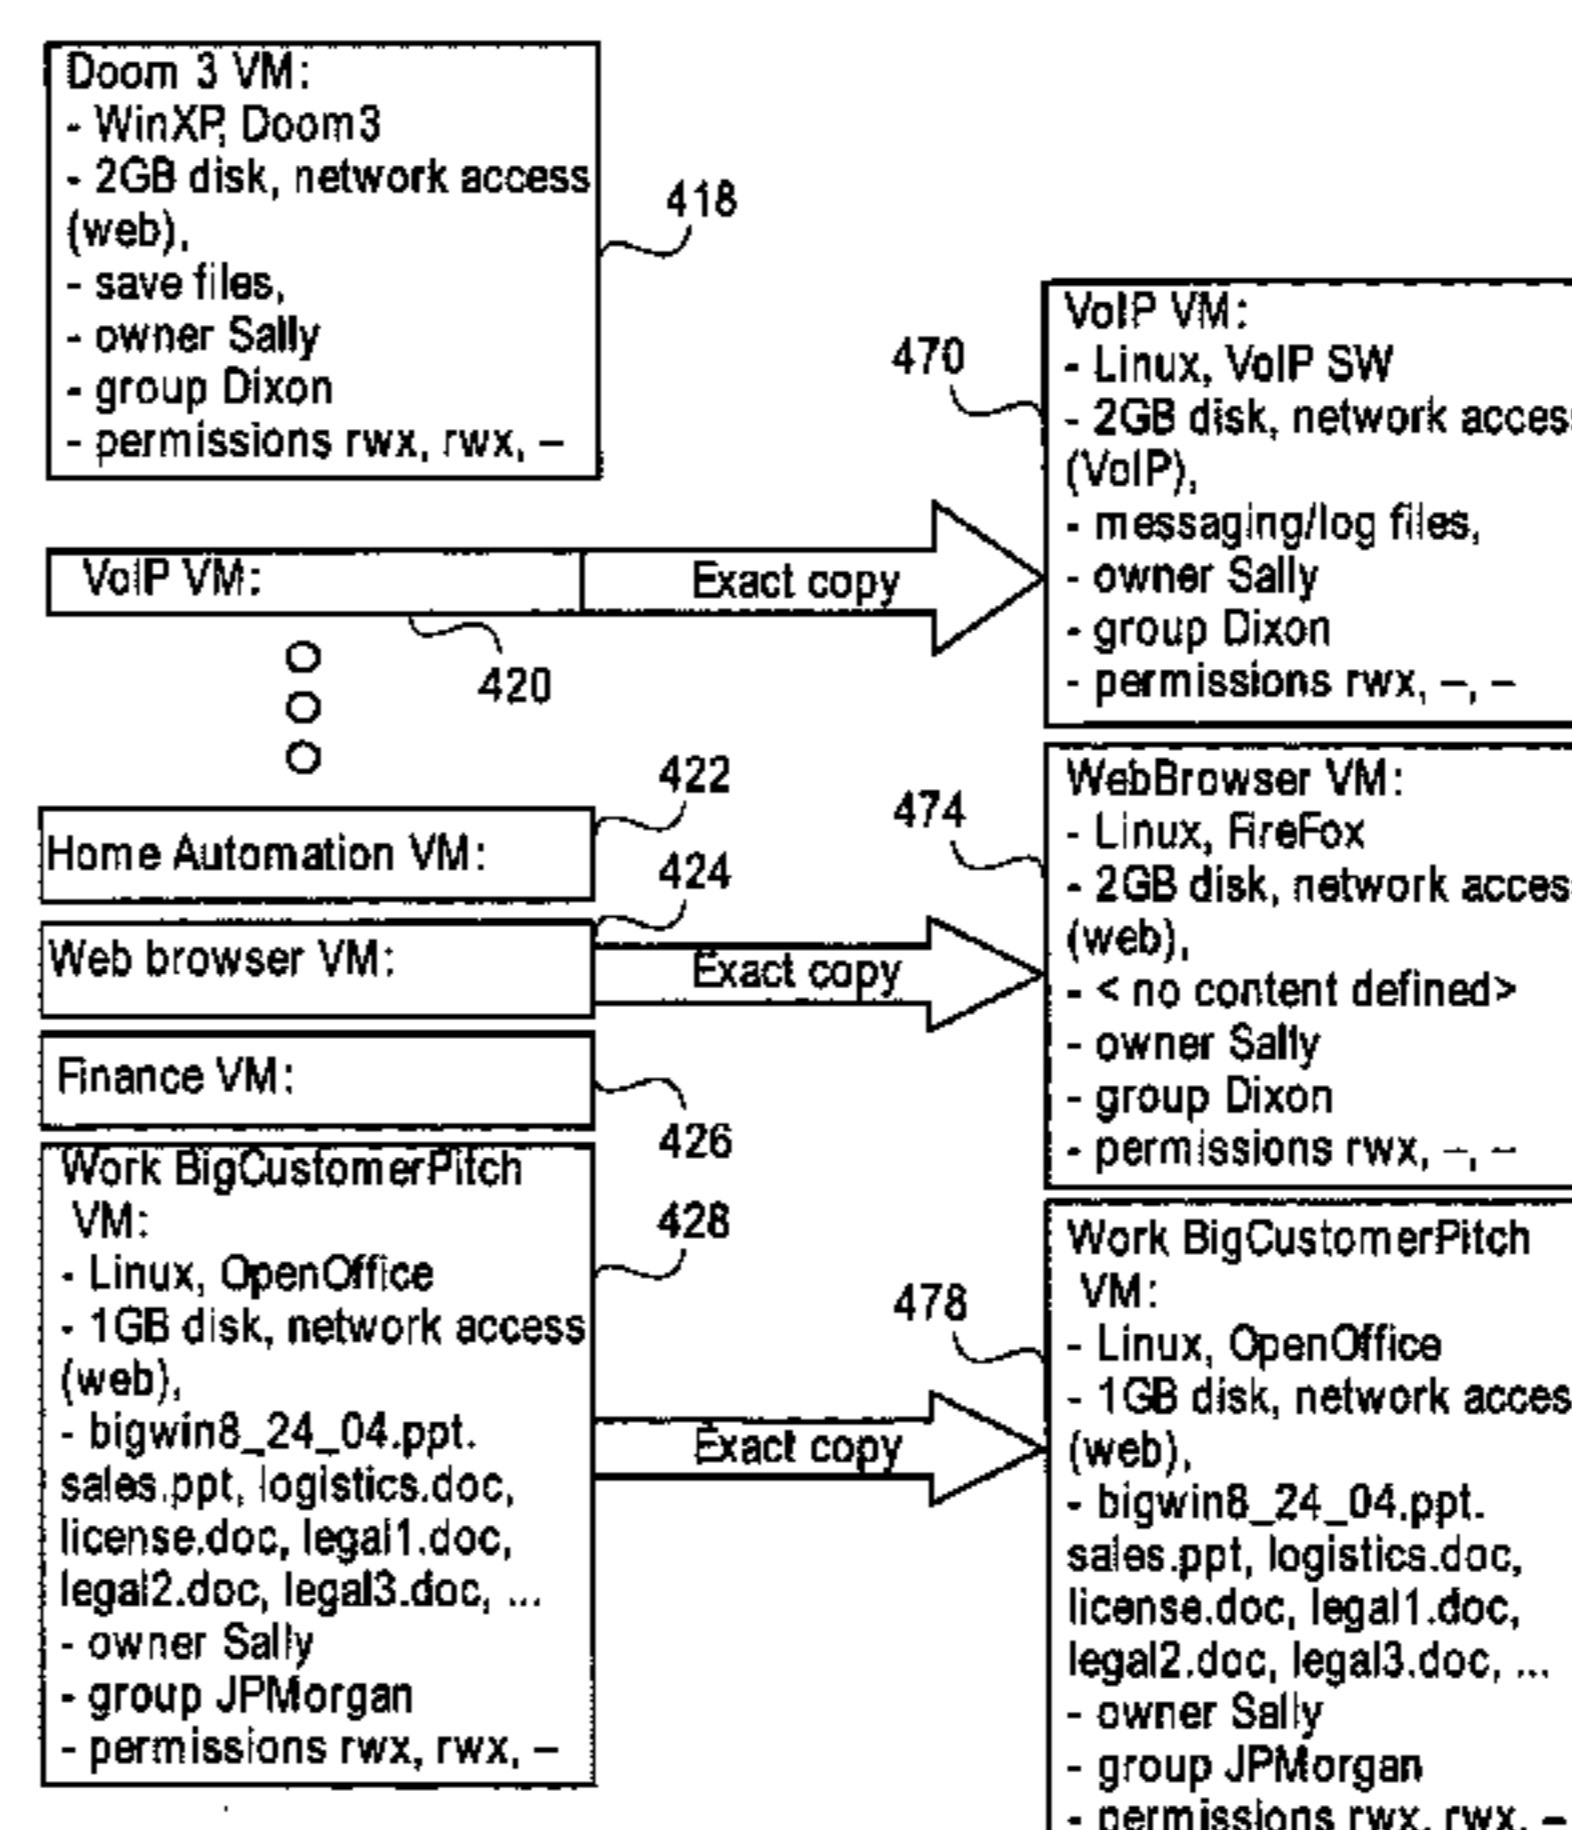 Doom 3 VM:
- WinXP, Doom3
- 2GB disk, network access
(web),
- save files,
- owner Sally
- group Dixon
- permissions rwx, rwx, –
418
VoIP VM:
Exact copy
420
422
Home Automation VM:
424
Web browser VM:
Exact copy
Finance VM:
426
Work BigCustomerPitch
VM:
- Linux, OpenOffice
- 1GB disk, network access
(web),
- bigwin8_24_04.ppt.
sales.ppt, logistics.doc,
license.doc, legal1.doc,
legal2.doc, legal3.doc, ...
- owner Sally
- group JPMorgan
- permissions rwx, rwx, –
428
Exact copy
470
VoIP VM:
- Linux, VoIP SW
- 2GB disk, network access
(VoIP),
- messaging/log files,
- owner Sally
- group Dixon
- permissions rwx, –, –
474
WebBrowser VM:
- Linux, FireFox
- 2GB disk, network access
(web),
- < no content defined>
- owner Sally
- group Dixon
- permissions rwx, –, –
478
Work BigCustomerPitch
VM:
- Linux, OpenOffice
- 1GB disk, network acces
(web),
- bigwin8_24_04.ppt.
sales.ppt, logistics.doc,
license.doc, legal1.doc,
legal2.doc, legal3.doc, ...
- owner Sally
- group JPMorgan
- permissions rwx, rwx, –